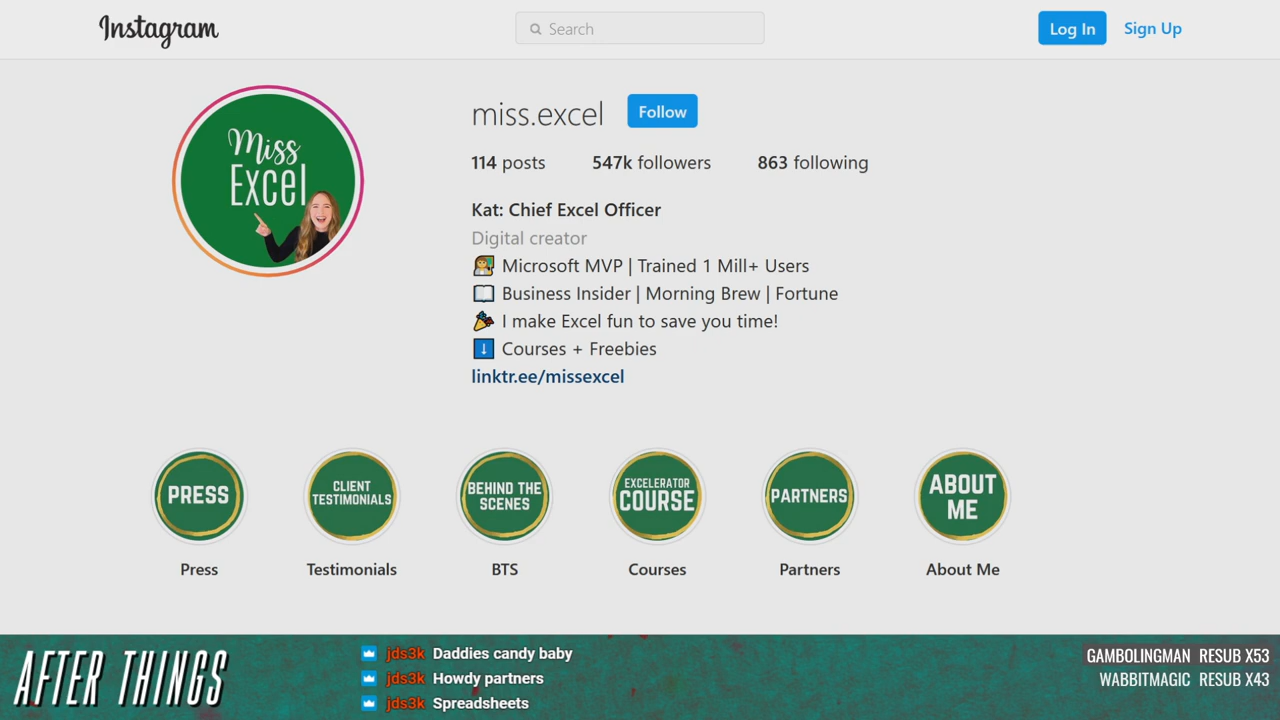 Instagram
Search
Log In
Sign Up
Miss
Excel
miss.excel
Follow
114 posts
547k followers
863 following
Kat: Chief Excel Officer
Digital creator
Microsoft MVP | Trained 1 Mill+ Users
Business Insider | Morning Brew | Fortune
I make Excel fun to save you time!
Courses + Freebies
linktr.ee/missexcel
PRESS
CLIENT
TESTIMONIALS
BEHIND THE
SCENES
EXCELERATOR
COURSE
PARTNERS
ABOUT
ME
Press
Testimonials
BTS
Courses
Partners
About Me
AFTER THINGS
jds3k Daddies candy baby
jds3k Howdy partners
jds3k Spreadsheets
GAMBOLINGMAN RESUB X53
WABBITMAGIC RESUB X43